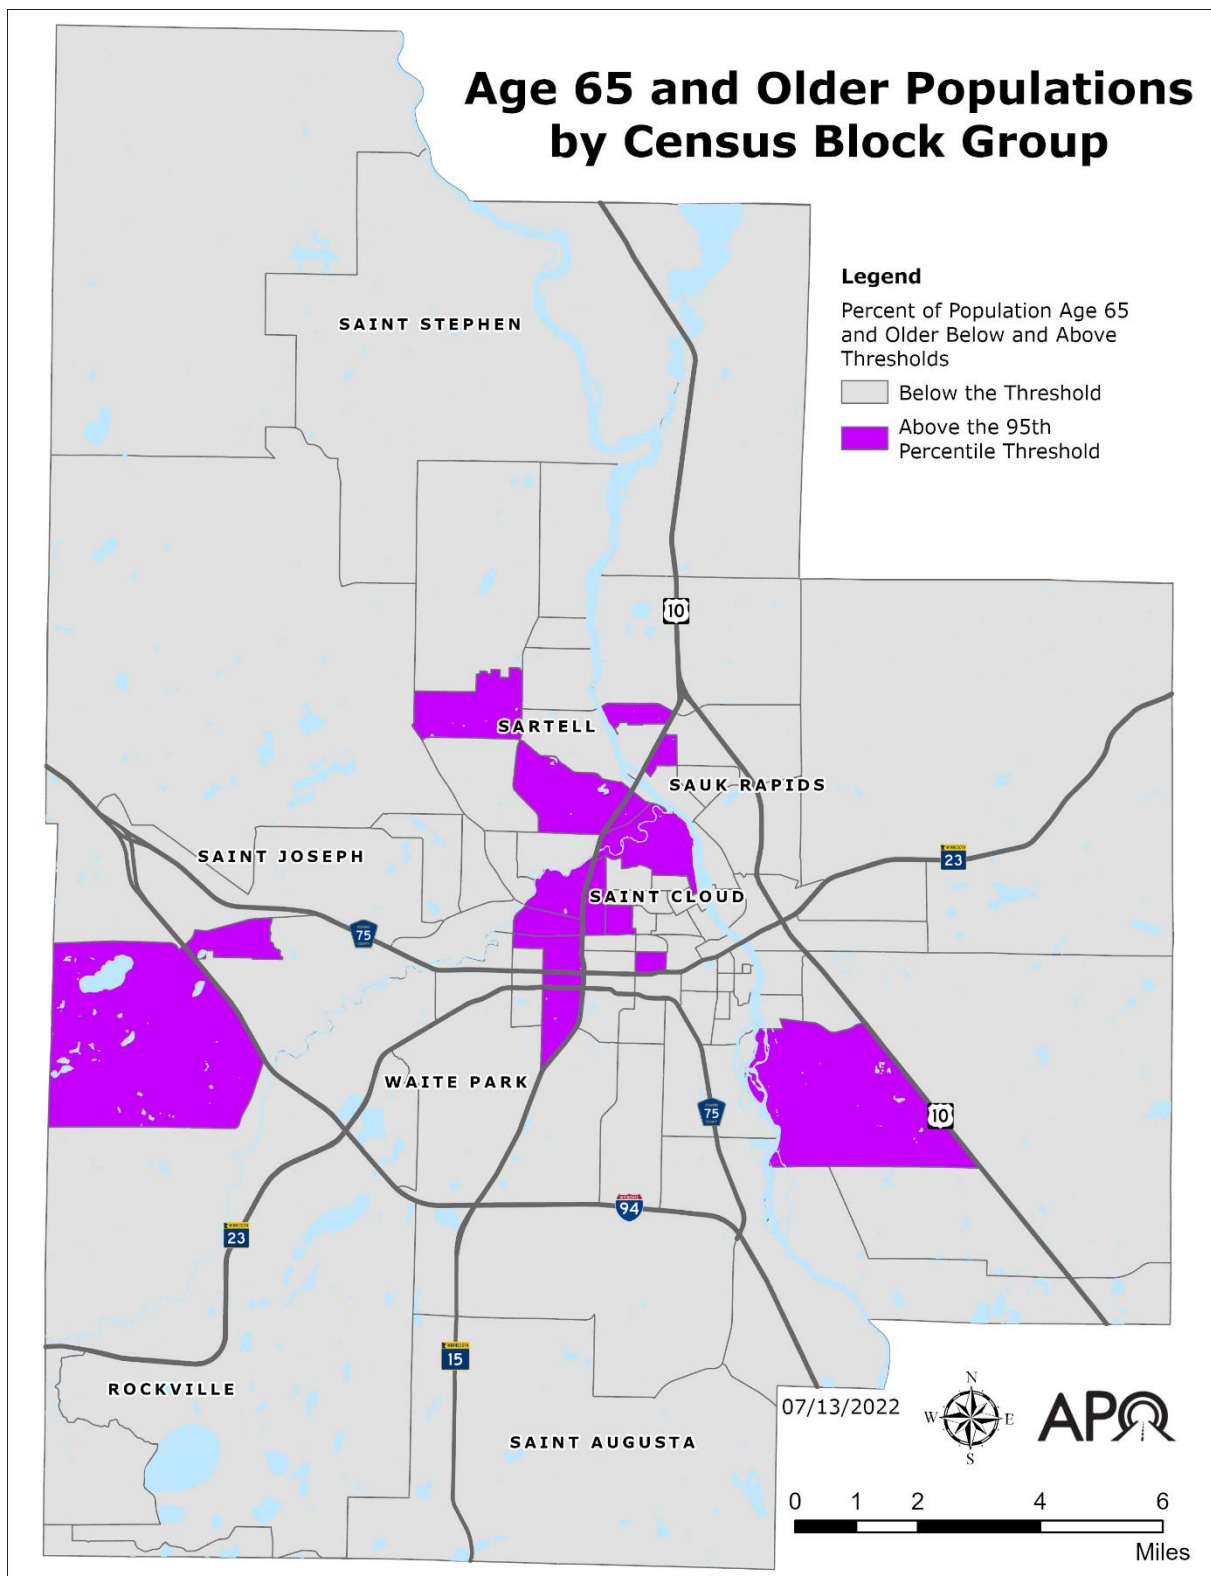 Age 65 and Older Populations
by Census Block Group
Legend
Percent of Population Age 65
and Older Below and Above
Thresholds
Below the Threshold
Above the 95th
Percentile Threshold
SAINT STEPHEN
10
SARTELL
SAUK RAPIDS
SAINT JOSEPH
23
SAINT CLOUD
75
WAITE PARK
75
10
94
23
15
ROCKVILLE
SAINT AUGUSTA
07/13/2022
N
W
E
S
APO
0 1 2 4 6
Miles